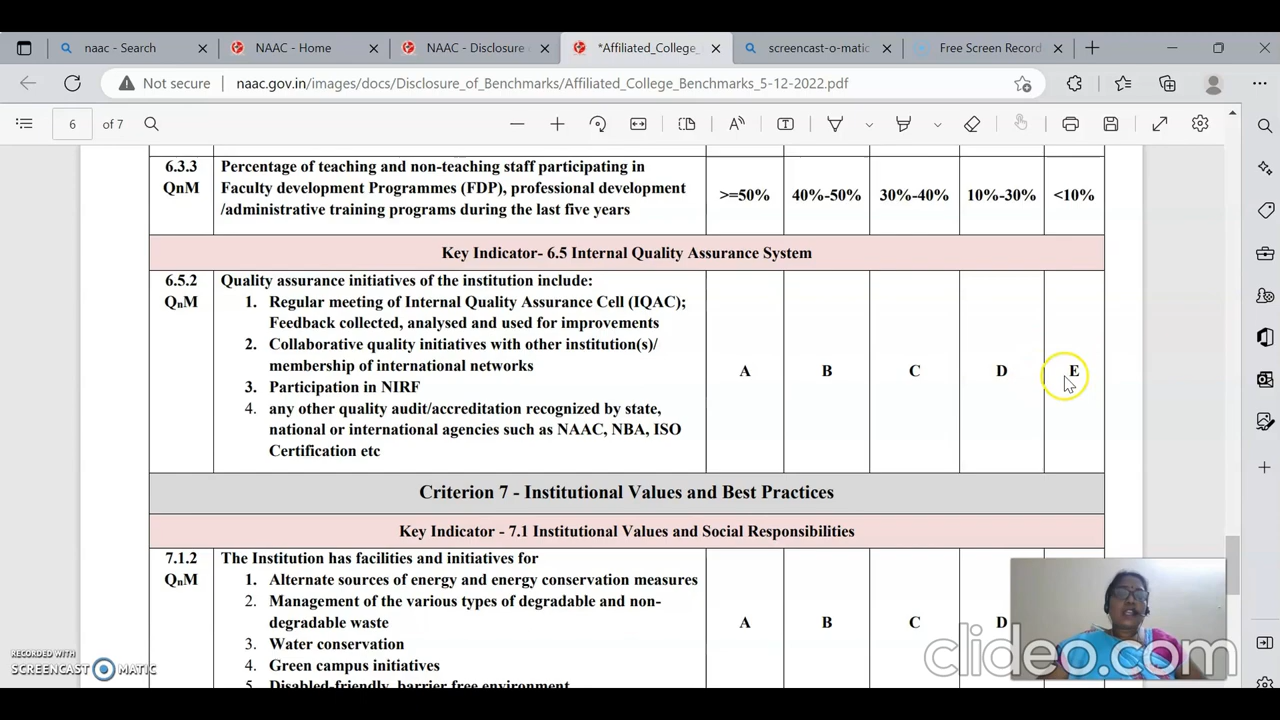 naac - Search
NAAC - Home
NAAC - Disclosure
*Affiliated_College_
screencast-o-matic
Free Screen Record
Not secure
naac.gov.in/images/docs/Disclosure_of_Benchmarks/Affiliated_College_Benchmarks_5-12-2022.pdf
6 of 7
6.3.3
QnM
Percentage of teaching and non-teaching staff participating in
Faculty development Programmes (FDP), professional development
/administrative training programs during the last five years
>=50% 40%-50% 30%-40% 10%-30% <10%
Key Indicator- 6.5 Internal Quality Assurance System
6.5.2
QnM
Quality assurance initiatives of the institution include:
1. Regular meeting of Internal Quality Assurance Cell (IQAC);
Feedback collected, analysed and used for improvements
2. Collaborative quality initiatives with other institution(s)/
membership of international networks
3. Participation in NIRF
4. any other quality audit/accreditation recognized by state,
national or international agencies such as NAAC, NBA, ISO
Certification etc
A B C D E
Criterion 7 - Institutional Values and Best Practices
Key Indicator - 7.1 Institutional Values and Social Responsibilities
7.1.2
QnM
The Institution has facilities and initiatives for
1. Alternate sources of energy and energy conservation measures
2. Management of the various types of degradable and non-
degradable waste
3. Water conservation
4. Green campus initiatives
5. Disabled-friendly, barrier free environment
A B C D
RECORDED WITH
SCREENCAST MATIC
clideo.com